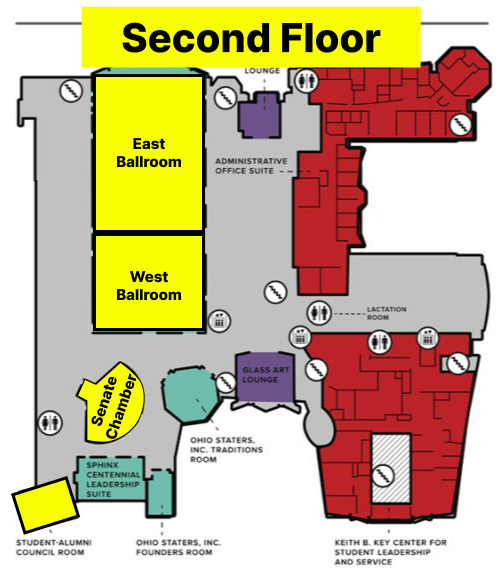 Second Floor
LOUNGE
East
Ballroom
ADMINISTRATIVE
OFFICE SUITE
West
Ballroom
LACTATION
ROOM
GLASS ART
LOUNGE
Senate
Chamber
OHIO STATERS,
INC. TRADITIONS
ROOM
SPHINX
CENTENNIAL
LEADERSHIP
SUITE
STUDENT-ALUMNI
COUNCIL ROOM
OHIO STATERS, INC.
FOUNDERS ROOM
KEITH B. KEY CENTER FOR
STUDENT LEADERSHIP
AND SERVICE